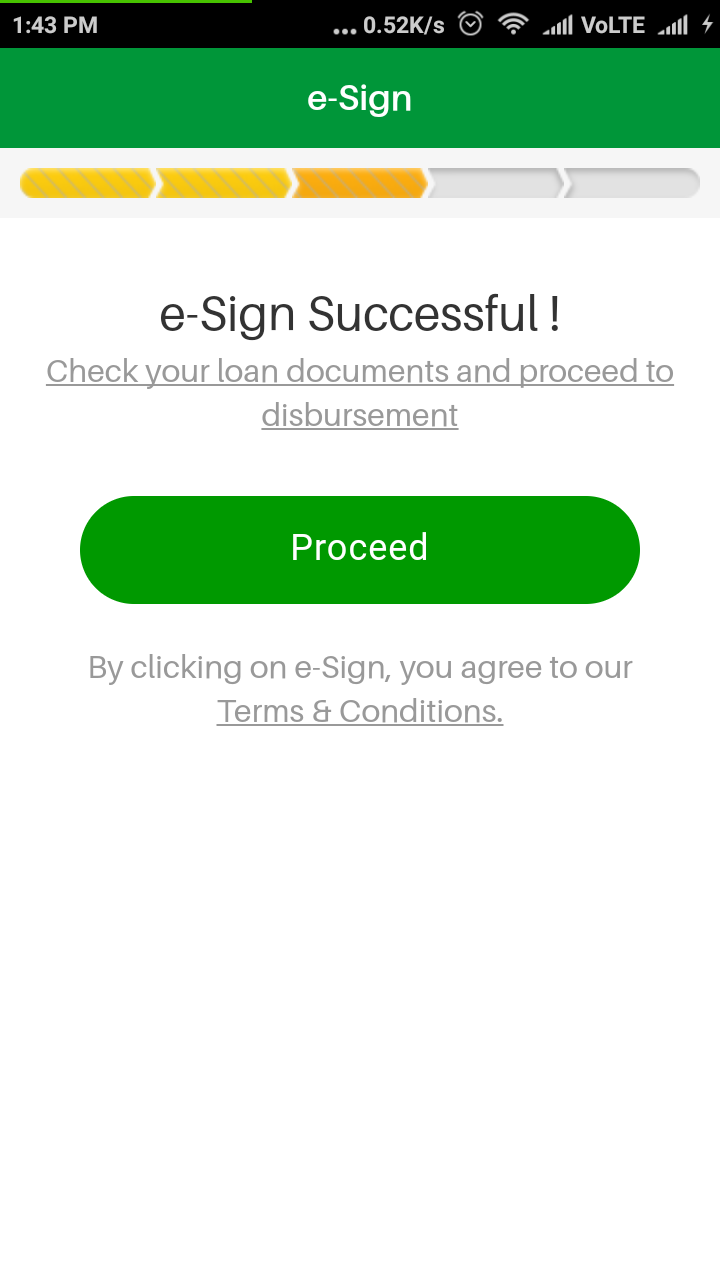 1:43 PM ... 0.52K/s VoLTE
e-Sign
e-Sign Successful !
Check your loan documents and proceed to
disbursement
Proceed
By clicking on e-Sign, you agree to our
Terms & Conditions.